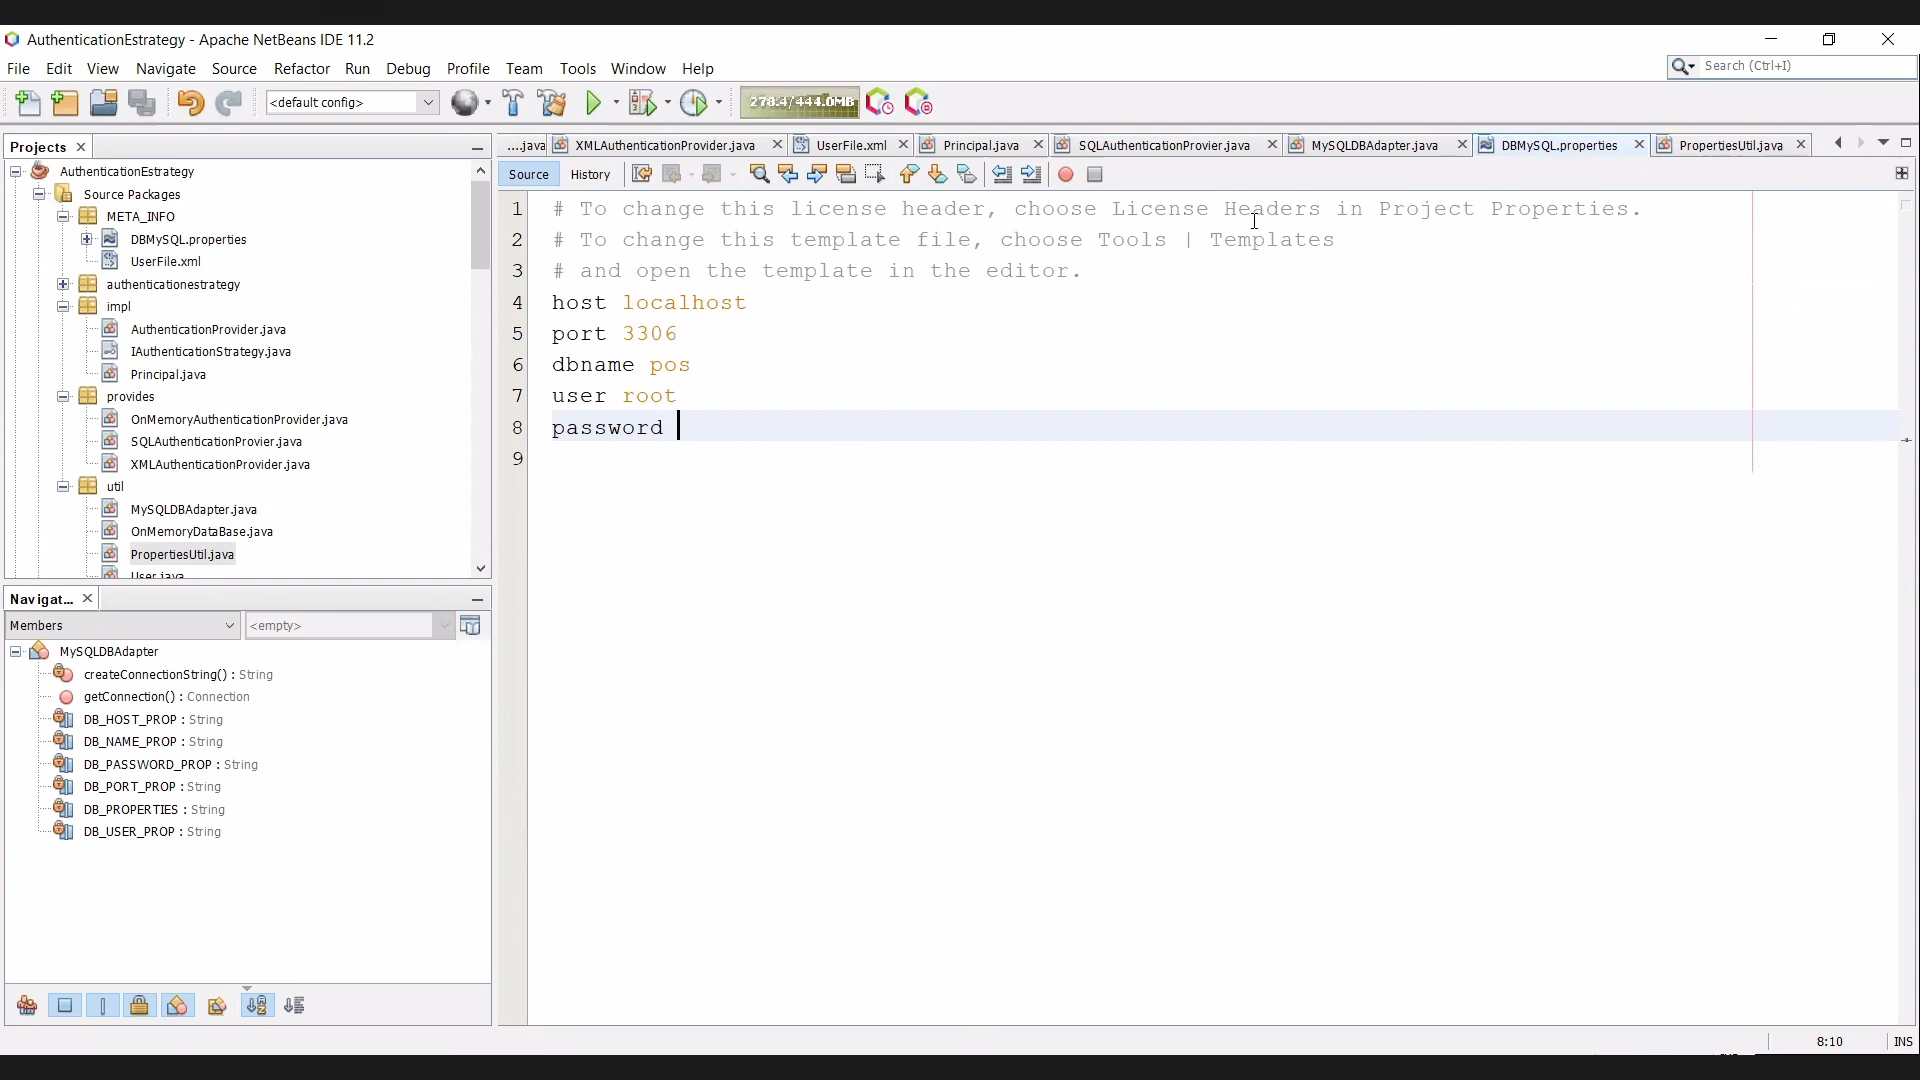 AuthenticationEstrategy - Apache NetBeans IDE 11.2
File Edit View Navigate Source Refactor Run Debug Profile Team Tools Window Help
Search (Ctrl+I)
<default config>
278.4/444.0MB
Projects
...java XMLAuthenticationProvider.java UserFile.xml Principal.java SQLAuthenticationProvier.java MySQLDBAdapter.java DBMySQL.properties PropertiesUtil.java
Source History
AuthenticationEstrategy
Source Packages
META_INFO
DBMySQL.properties
UserFile.xml
authenticationestrategy
impl
AuthenticationProvider.java
IAuthenticationStrategy.java
Principal.java
provides
OnMemoryAuthenticationProvider.java
SQLAuthenticationProvier.java
XMLAuthenticationProvider.java
util
MySQLDBAdapter.java
OnMemoryDataBase.java
PropertiesUtil.java
User.java
1 # To change this license header, choose License Headers in Project Properties.
2 # To change this template file, choose Tools | Templates
3 # and open the template in the editor.
4 host localhost
5 port 3306
6 dbname pos
7 user root
8 password
9
Navigat...
Members <empty>
MySQLDBAdapter
createConnectionString() : String
getConnection() : Connection
DB_HOST_PROP : String
DB_NAME_PROP : String
DB_PASSWORD_PROP : String
DB_PORT_PROP : String
DB_PROPERTIES : String
DB_USER_PROP : String
8:10 INS